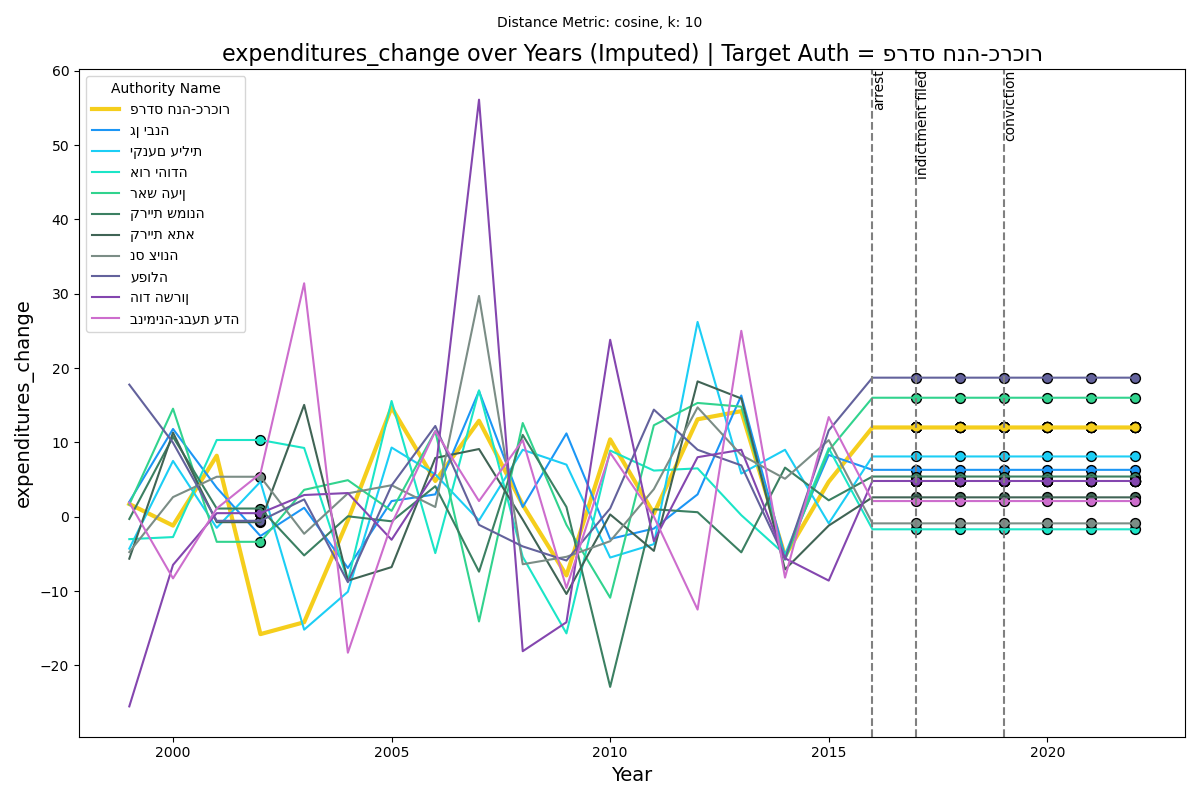 Distance Metric: cosine, k: 10
expenditures_change over Years (Imputed) | Target Auth = פרדס חנה-כרכור
Authority Name
פרדס חנה-כרכור
גן יבנה
יקנעם עילית
אור יהודה
ראש העין
קריית שמונה
קריית אתא
נס ציונה
עפולה
הוד השרון
בנימינה-גבעת עדה
arrest
indictment filed
conviction
60
50
40
30
20
10
0
−10
−20
expenditures_change
2000
2005
2010
2015
2020
Year